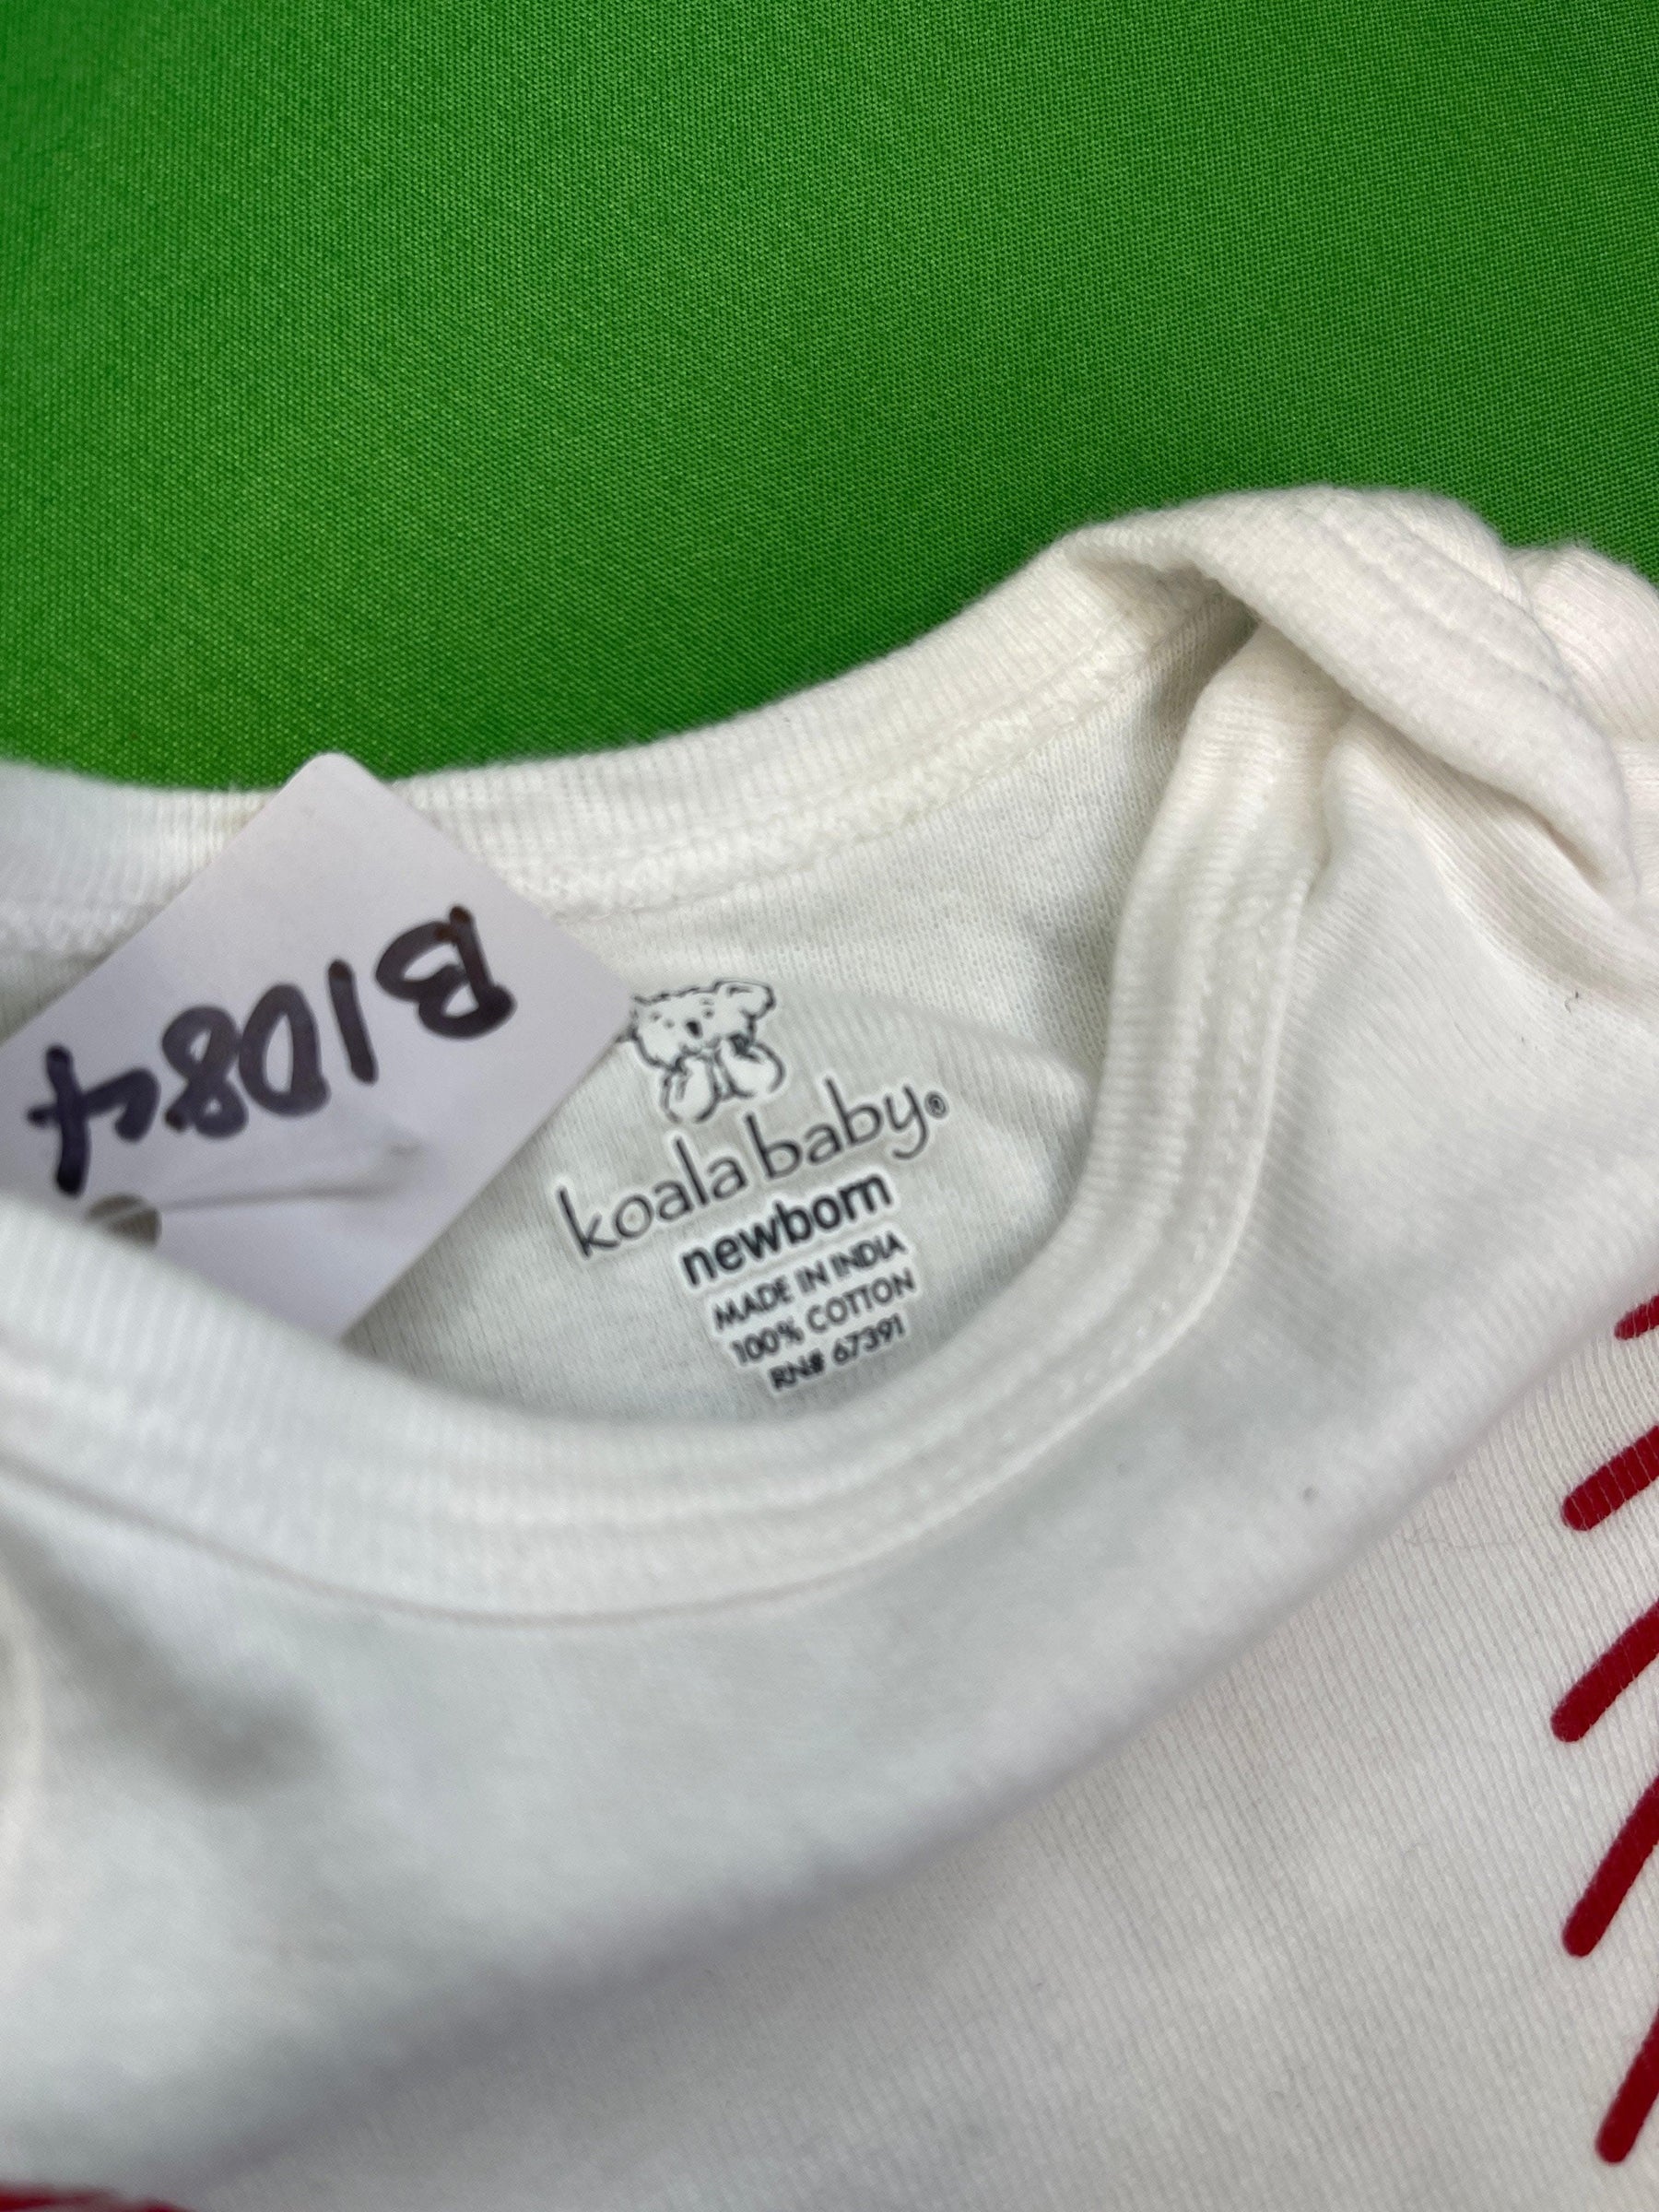 B1084
koala baby®
newborn
MADE IN INDIA
100% COTTON
RN# 67391